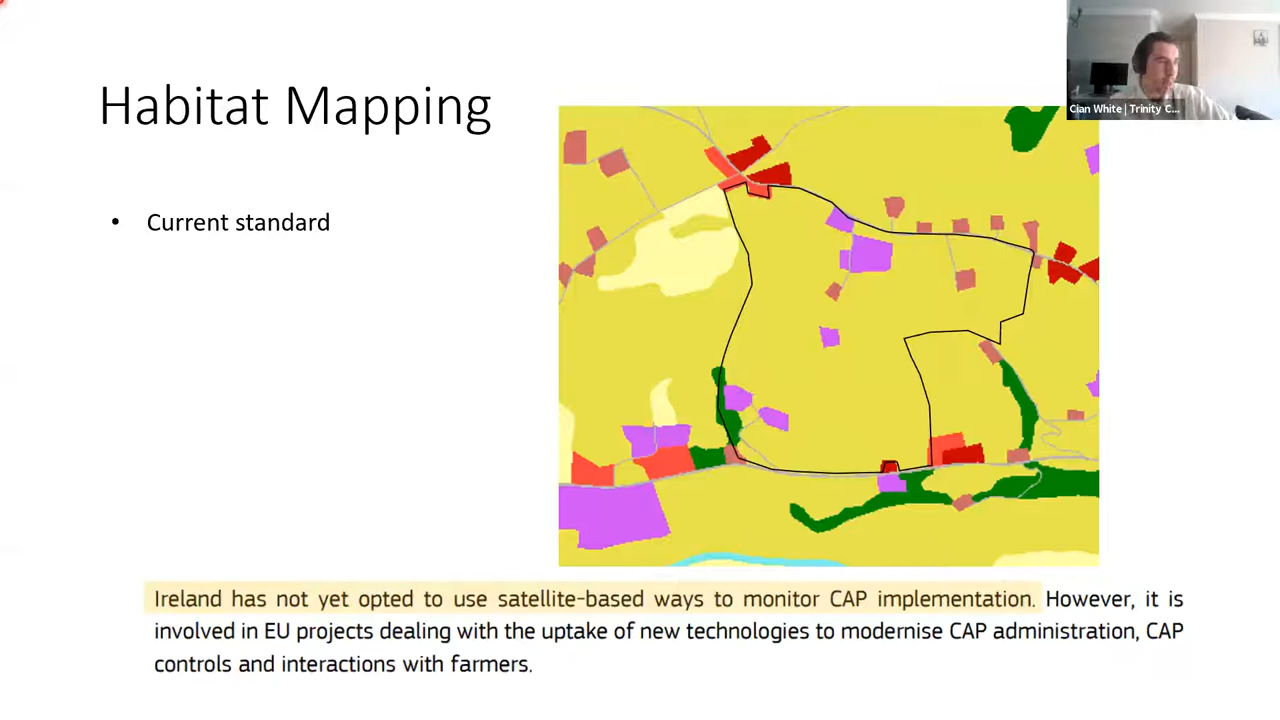 Habitat Mapping
• Current standard
Cian White | Trinity C...
Ireland has not yet opted to use satellite-based ways to monitor CAP implementation. However, it is
involved in EU projects dealing with the uptake of new technologies to modernise CAP administration, CAP
controls and interactions with farmers.